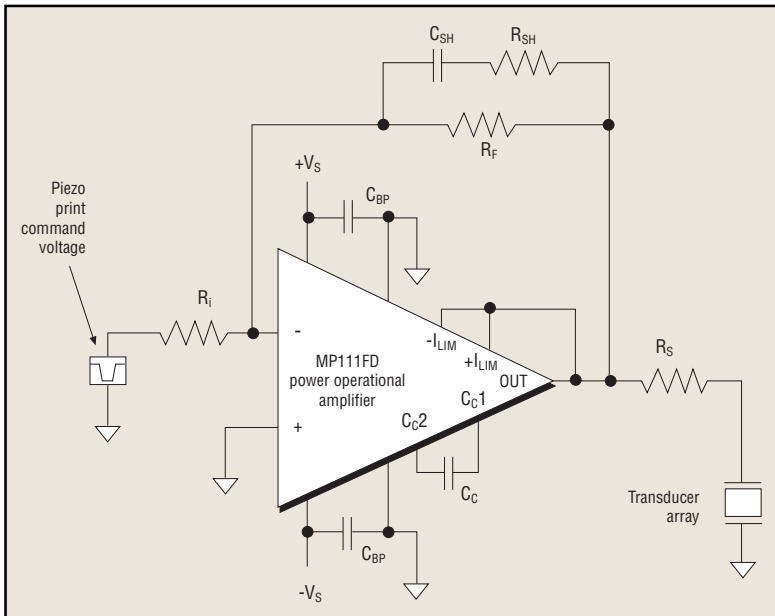 C_SH
R_SH
R_F
+V_S
C_BP
Piezo
print
command
voltage
R_i
-
+
MP111FD
power operational
amplifier
-I_LIM
+I_LIM
OUT
C_C1
C_C2
C_C
R_S
Transducer
array
C_BP
-V_S